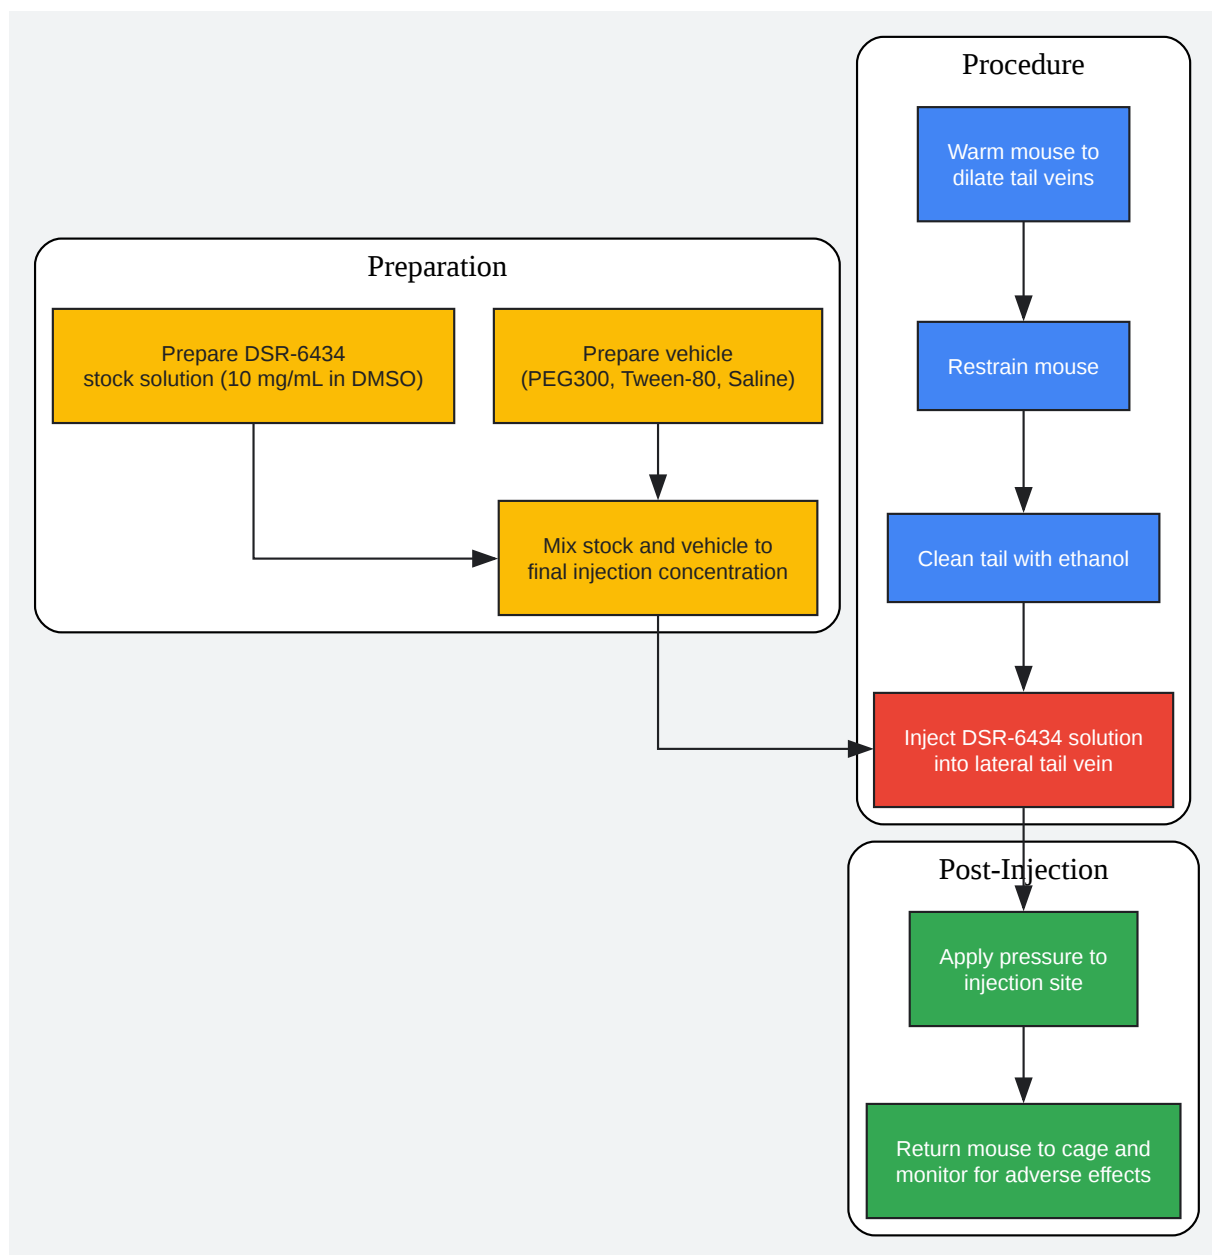 Procedure
Warm mouse to
dilate tail veins
Preparation
Prepare DSR-6434
stock solution (10 mg/mL in DMSO)
Prepare vehicle
(PEG300, Tween-80, Saline)
Restrain mouse
Mix stock and vehicle to
final injection concentration
Clean tail with ethanol
Inject DSR-6434 solution
into lateral tail vein
Post-Injection
Apply pressure to
injection site
Return mouse to cage and
monitor for adverse effects